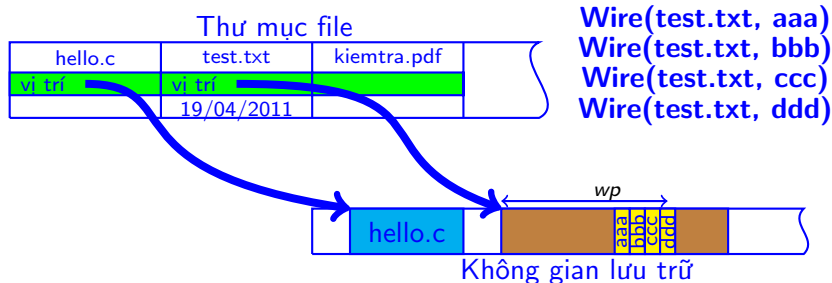 Thư mục file
hello.c test.txt kiemtra.pdf
vị trí vị trí
19/04/2011
Wire(test.txt, aaa)
Wire(test.txt, bbb)
Wire(test.txt, ccc)
Wire(test.txt, ddd)
wp
hello.c
aaa
bbb
ccc
ddd
Không gian lưu trữ